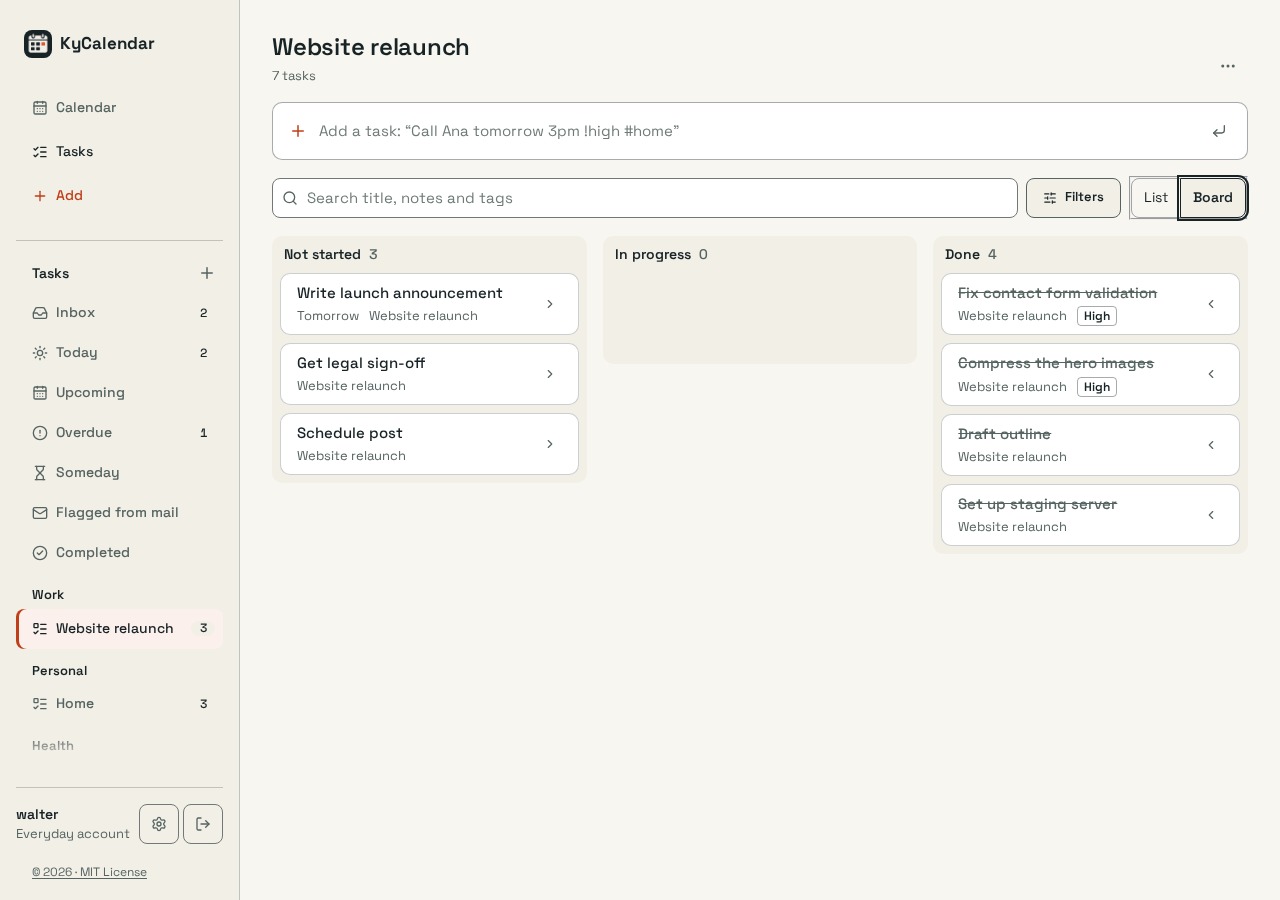 KyCalendar
Calendar
Tasks
Add
Tasks
Inbox 2
Today 2
Upcoming
Overdue 1
Someday
Flagged from mail
Completed
Work
Website relaunch 3
Personal
Home 3
Health
walter
Everyday account
© 2026 · MIT License
Website relaunch
7 tasks
Add a task: “Call Ana tomorrow 3pm !high #home”
Search title, notes and tags
Filters
List
Board
Not started 3
Write launch announcement
Tomorrow Website relaunch
Get legal sign-off
Website relaunch
Schedule post
Website relaunch
In progress 0
Done 4
Fix contact form validation
Website relaunch High
Compress the hero images
Website relaunch High
Draft outline
Website relaunch
Set up staging server
Website relaunch